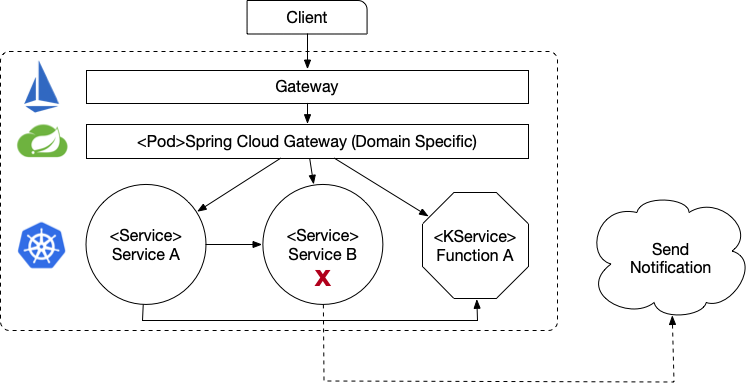 Client
Gateway
<Pod>Spring Cloud Gateway (Domain Specific)
<Service>
Service A
<Service>
Service B
X
<KService>
Function A
Send
Notification